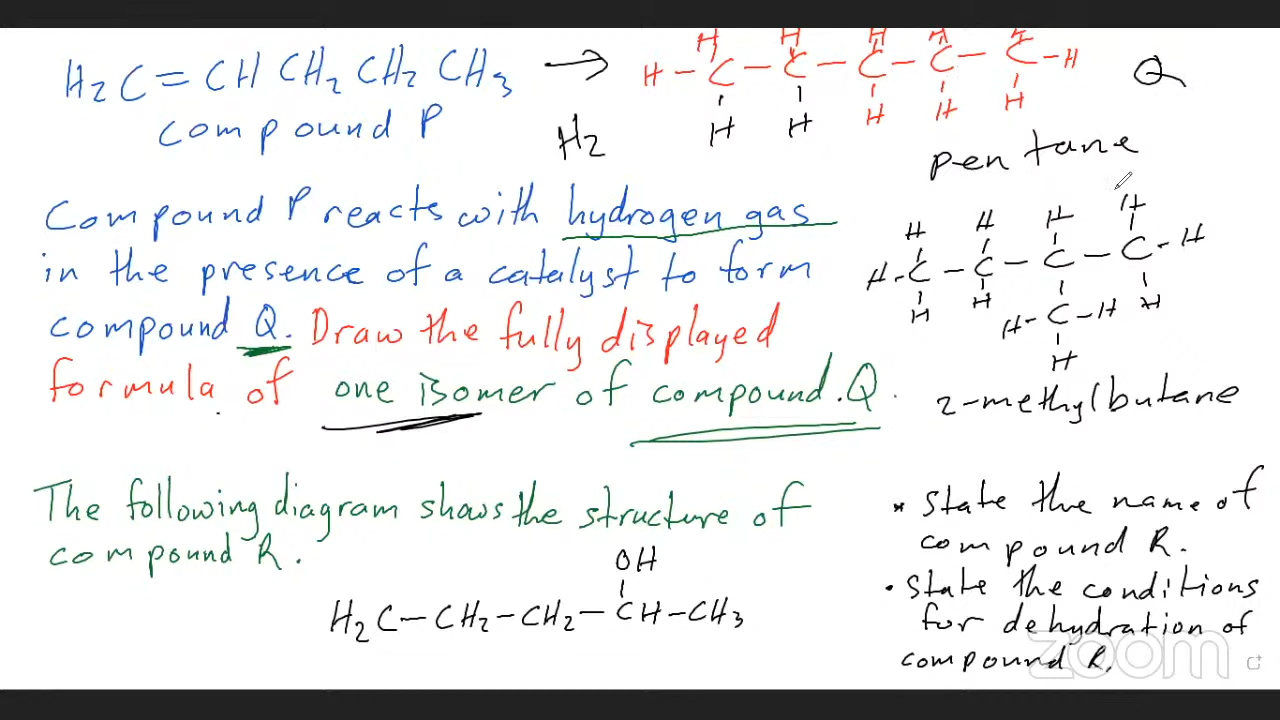 H H H H H
H2C=CH CH2 CH2 CH3 → H-C-C-C-C-C-H Q
H H H H H
compound P
H2
pentane
Compound P reacts with hydrogen gas
in the presence of a catalyst to form
compound Q. Draw the fully displayed
formula of one isomer of compound.Q
H H H H
H-C-C-C-C-H
H H H
H-C-H
H
2-methylbutane
The following diagram shows the structure of
compound R.
OH
H2C-CH2-CH2-CH-CH3
* State the name of
compound R.
• State the conditions
for dehydration of
compound R.
zoom